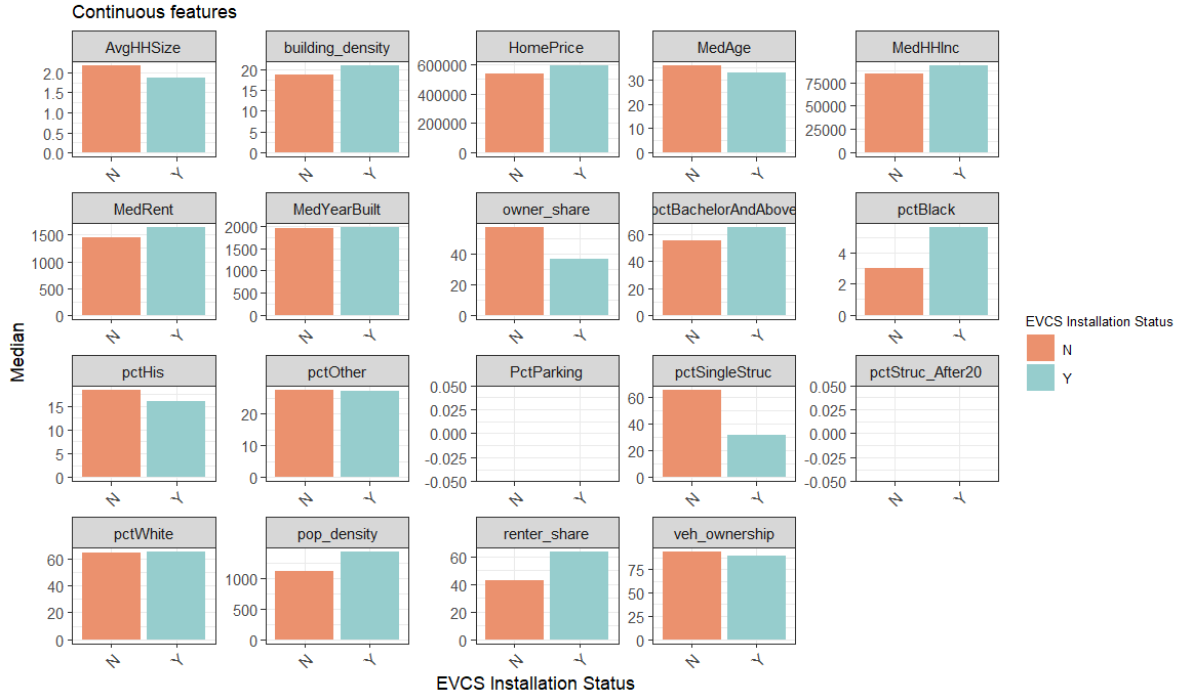 Continuous features
AvgHHSize building_density HomePrice MedAge MedHHInc
2.0 1.5 1.0 0.5 0.0
20 15 10 5 0
600000 400000 200000 0
30 20 10 0
75000 50000 25000 0
N Y N Y N Y N Y N Y
MedRent MedYearBuilt owner_share pctBachelorAndAbove pctBlack
1500 1000 500 0
2000 1500 1000 500 0
40 20 0
60 40 20 0
4 2 0
N Y N Y N Y N Y N Y
pctHis pctOther PctParking pctSingleStruc pctStruc_After20
15 10 5 0
20 10 0
0.050 0.025 0.000 -0.025 -0.050
60 40 20 0
0.050 0.025 0.000 -0.025 -0.050
N Y N Y N Y N Y N Y
pctWhite pop_density renter_share veh_ownership
60 40 20 0
1000 500 0
60 40 20 0
75 50 25 0
N Y N Y N Y N Y
Median
EVCS Installation Status
EVCS Installation Status
N
Y